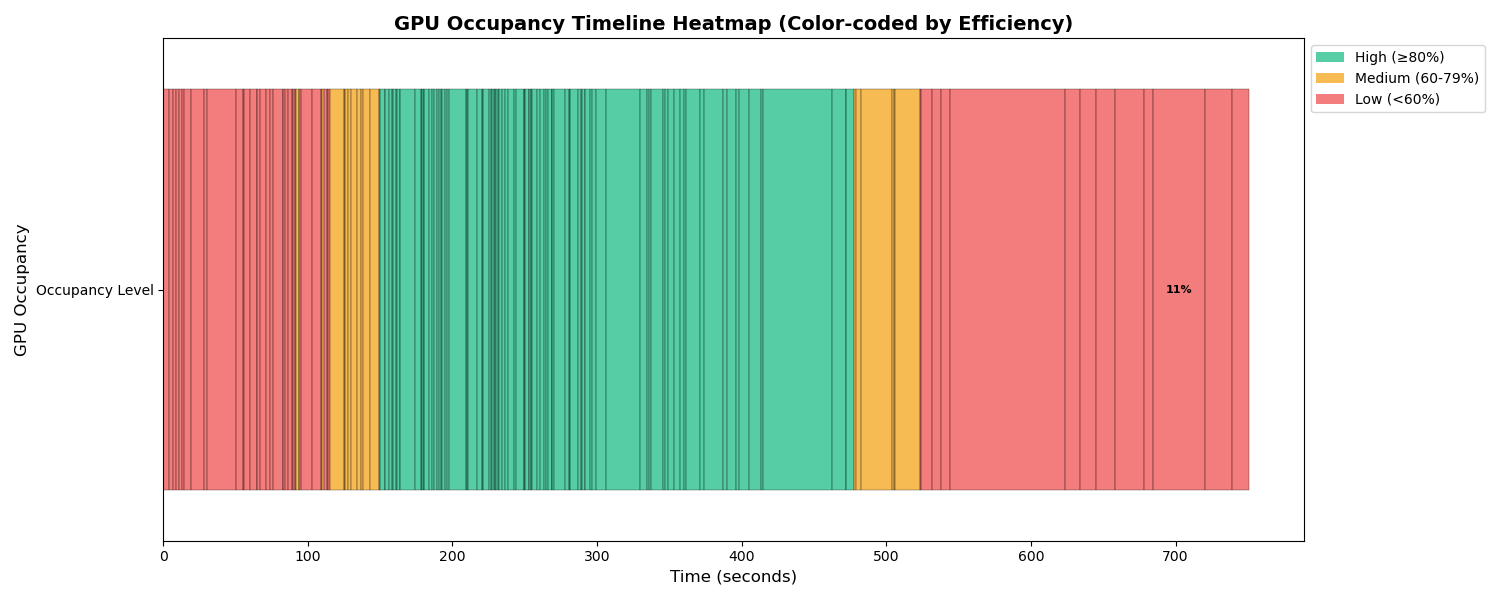 GPU Occupancy Timeline Heatmap (Color-coded by Efficiency)
High (≥80%)
Medium (60-79%)
Low (<60%)
GPU Occupancy
Occupancy Level
11%
0 100 200 300 400 500 600 700
Time (seconds)